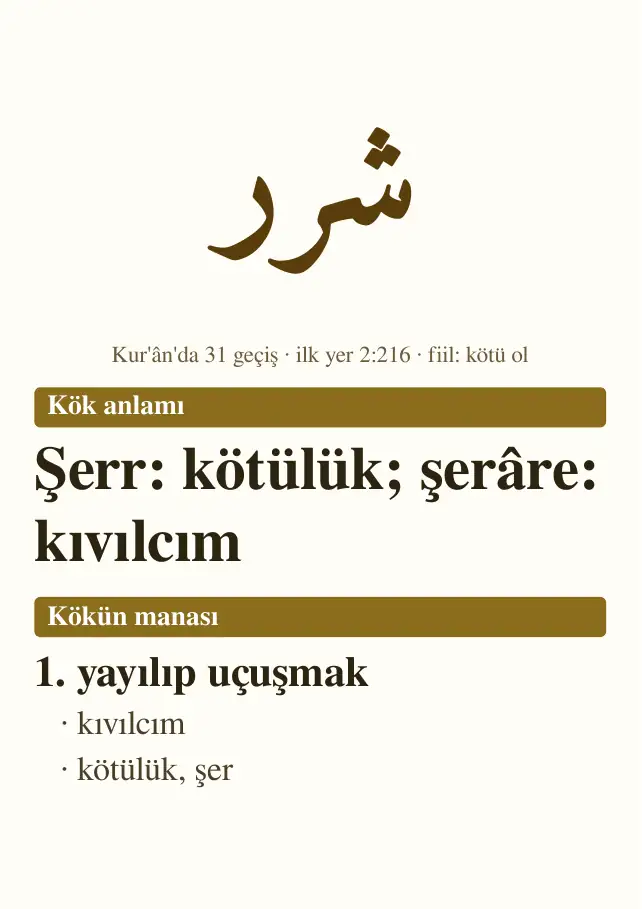 شرر
Kur'ân'da 31 geçiş · ilk yer 2:216 · fiil: kötü ol
Kök anlamı
Şerr: kötülük; şerâre:
kıvılcım
Kökün manası
1. yayılıp uçuşmak
· kıvılcım
· kötülük, şer